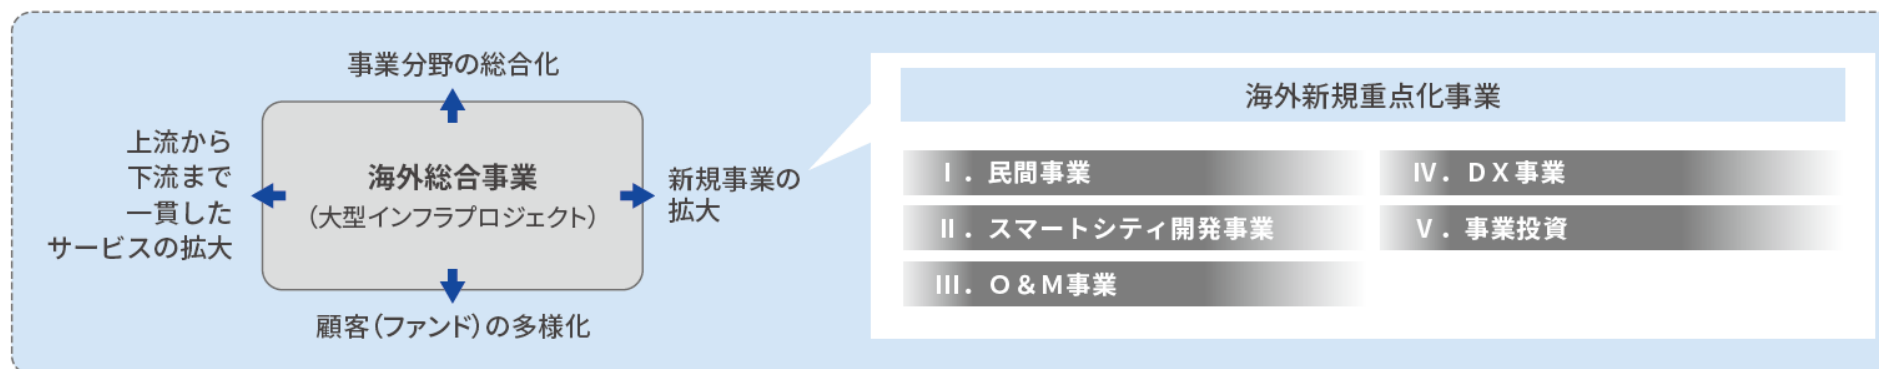 事業分野の総合化
上流から
下流まで
一貫した
サービスの拡大
海外総合事業
（大型インフラプロジェクト）
新規事業の
拡大
顧客（ファンド）の多様化
海外新規重点化事業
Ⅰ．民間事業
Ⅱ．スマートシティ開発事業
Ⅲ．Ｏ＆Ｍ事業
Ⅳ．ＤＸ事業
Ⅴ．事業投資